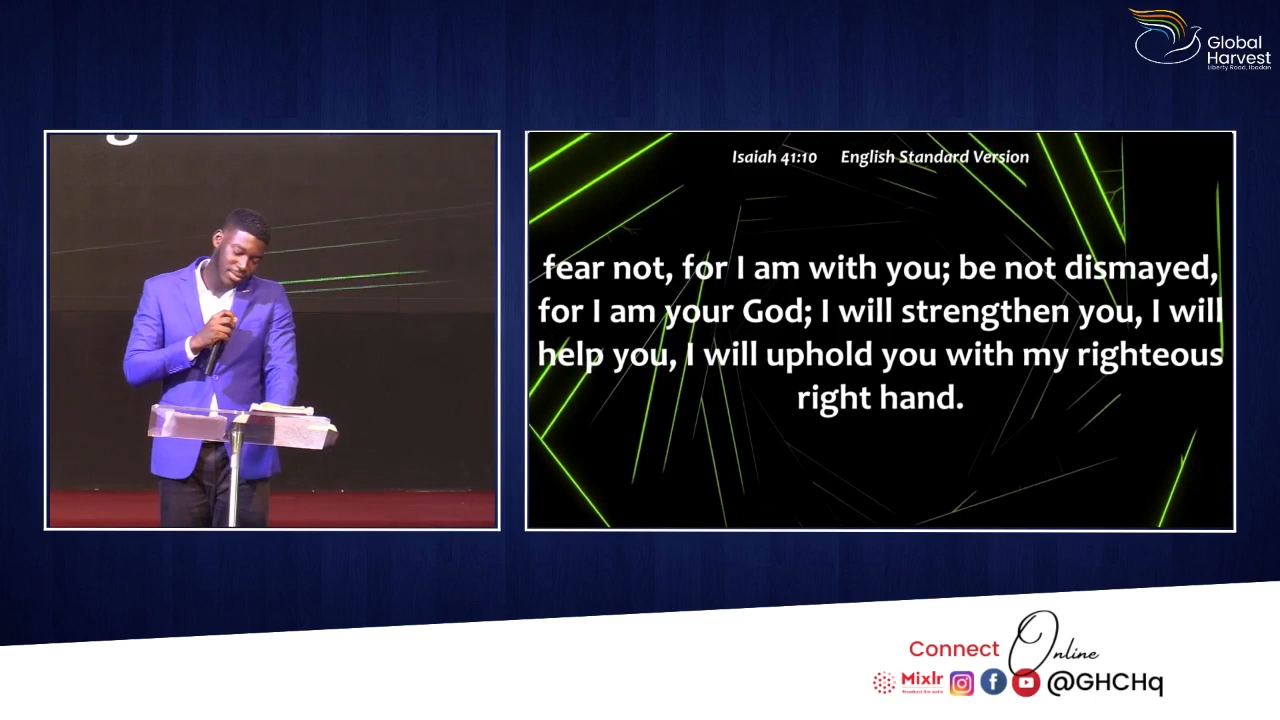 Global
Harvest
Liberty Road, Ibadan
Isaiah 41:10 English Standard Version
fear not, for I am with you; be not dismayed,
for I am your God; I will strengthen you, I will
help you, I will uphold you with my righteous
right hand.
Connect Online
Mixlr
@GHCHq